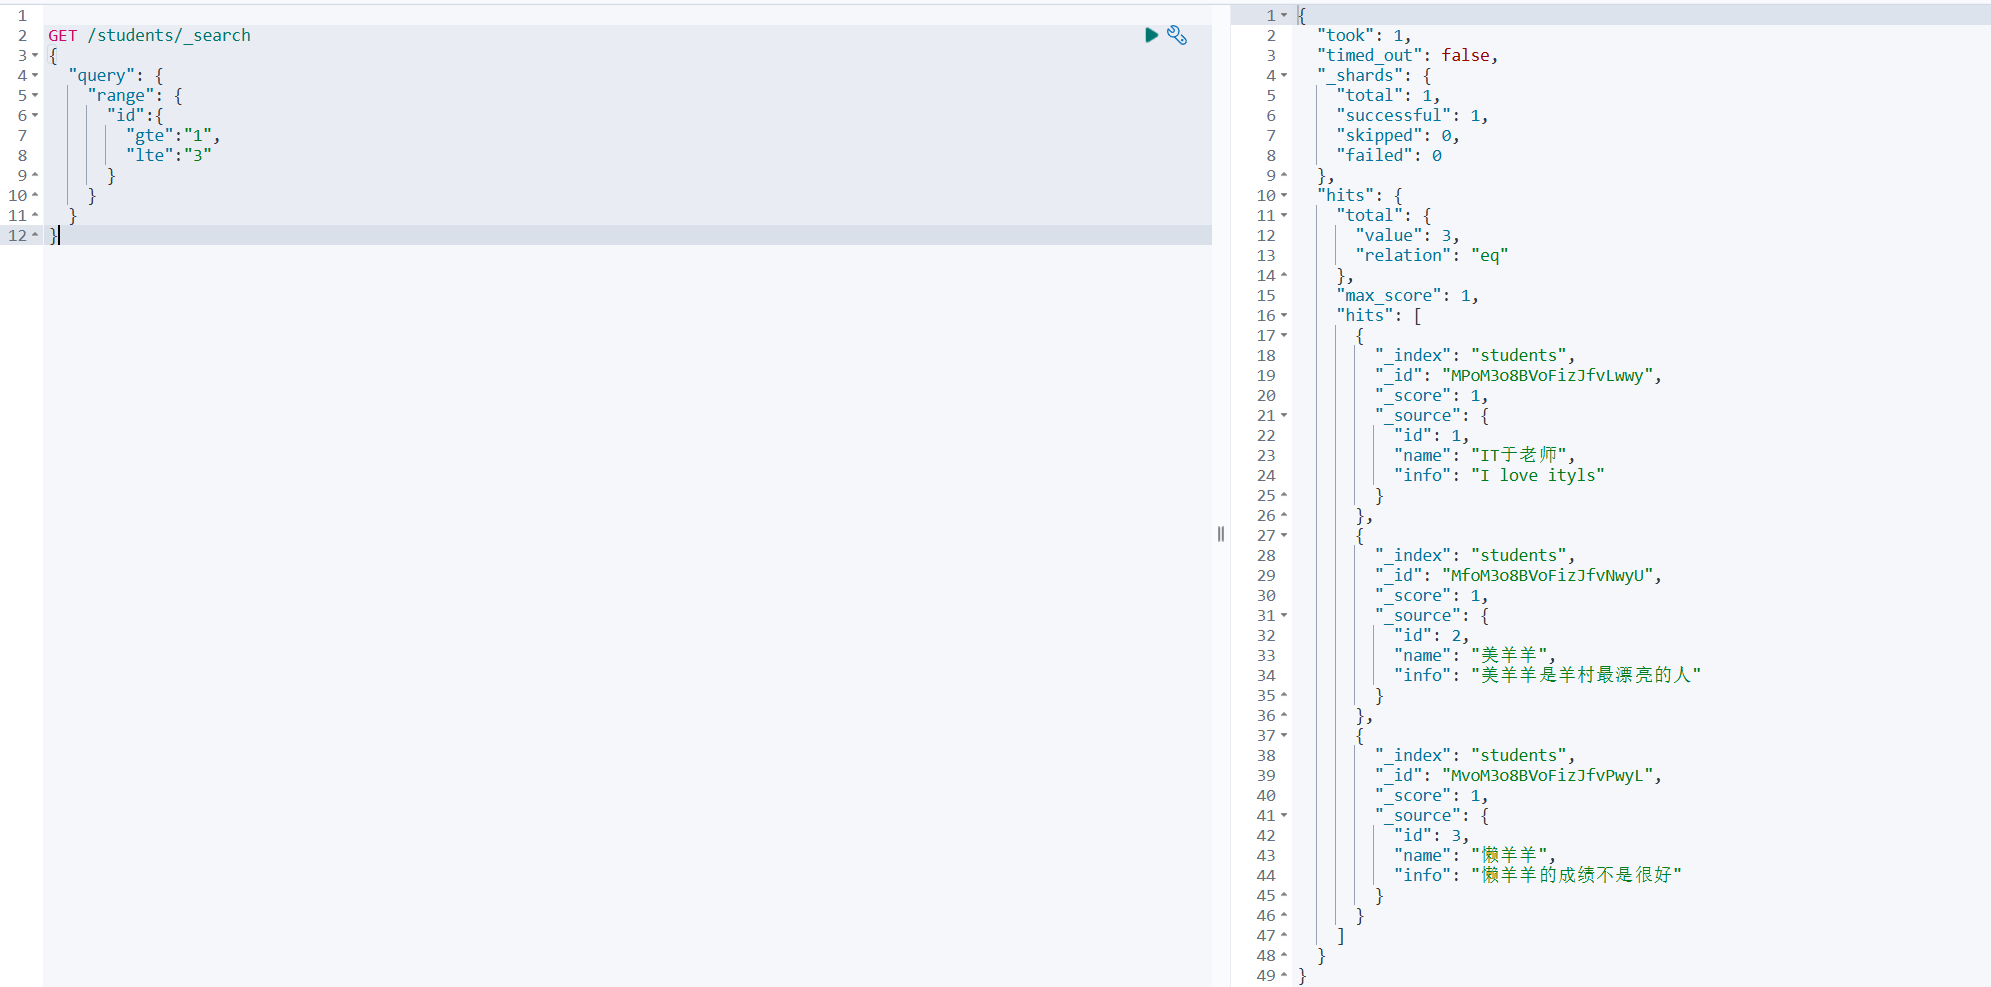 1
2 GET /students/_search
3 {
4   "query": {
5     "range": {
6       "id":{
7         "gte":"1",
8         "lte":"3"
9       }
10     }
11   }
12 }
1 {
2   "took": 1,
3   "timed_out": false,
4   "_shards": {
5     "total": 1,
6     "successful": 1,
7     "skipped": 0,
8     "failed": 0
9   },
10   "hits": {
11     "total": {
12       "value": 3,
13       "relation": "eq"
14     },
15     "max_score": 1,
16     "hits": [
17       {
18         "_index": "students",
19         "_id": "MPoM3o8BVoFizJfvLwwy",
20         "_score": 1,
21         "_source": {
22           "id": 1,
23           "name": "IT于老师",
24           "info": "I love ityls"
25         }
26       },
27       {
28         "_index": "students",
29         "_id": "MfoM3o8BVoFizJfvNwyU",
30         "_score": 1,
31         "_source": {
32           "id": 2,
33           "name": "美羊羊",
34           "info": "美羊羊是羊村最漂亮的人"
35         }
36       },
37       {
38         "_index": "students",
39         "_id": "MvoM3o8BVoFizJfvPwyL",
40         "_score": 1,
41         "_source": {
42           "id": 3,
43           "name": "懒羊羊",
44           "info": "懒羊羊的成绩不是很好"
45         }
46       }
47     ]
48   }
49 }